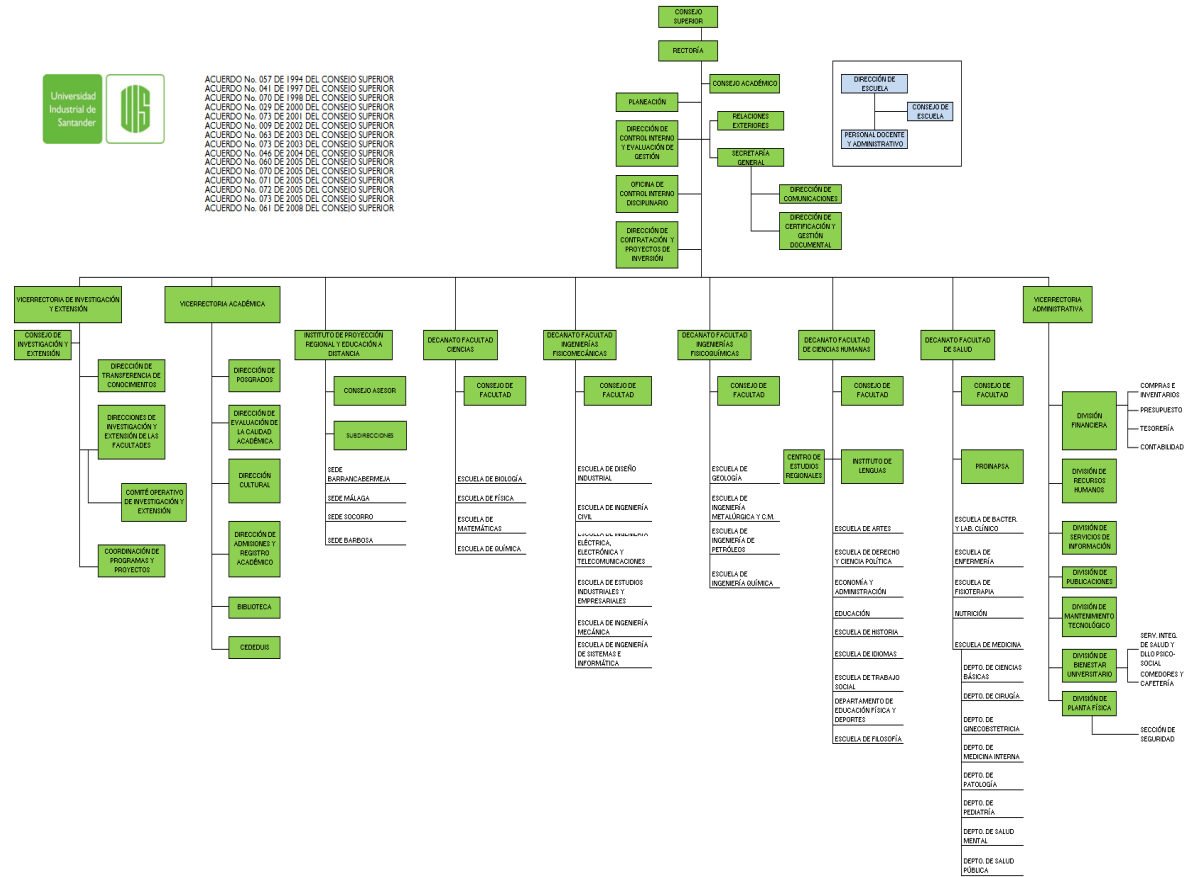 CONSEJO
SUPERIOR
RECTORÍA
Universidad
Industrial de
Santander
UIS
ACUERDO No. 057 DE 1994 DEL CONSEJO SUPERIOR
ACUERDO No. 041 DE 1997 DEL CONSEJO SUPERIOR
ACUERDO No. 070 DE 1998 DEL CONSEJO SUPERIOR
ACUERDO No. 029 DE 2000 DEL CONSEJO SUPERIOR
ACUERDO No. 073 DE 2001 DEL CONSEJO SUPERIOR
ACUERDO No. 009 DE 2002 DEL CONSEJO SUPERIOR
ACUERDO No. 063 DE 2003 DEL CONSEJO SUPERIOR
ACUERDO No. 073 DE 2003 DEL CONSEJO SUPERIOR
ACUERDO No. 046 DE 2004 DEL CONSEJO SUPERIOR
ACUERDO No. 060 DE 2005 DEL CONSEJO SUPERIOR
ACUERDO No. 070 DE 2005 DEL CONSEJO SUPERIOR
ACUERDO No. 071 DE 2005 DEL CONSEJO SUPERIOR
ACUERDO No. 072 DE 2005 DEL CONSEJO SUPERIOR
ACUERDO No. 073 DE 2005 DEL CONSEJO SUPERIOR
ACUERDO No. 061 DE 2008 DEL CONSEJO SUPERIOR
CONSEJO ACADÉMICO
PLANEACIÓN
RELACIONES
EXTERIORES
DIRECCIÓN DE
CONTROL INTERNO
Y EVALUACIÓN DE
GESTIÓN
SECRETARÍA
GENERAL
OFICINA DE
CONTROL INTERNO
DISCIPLINARIO
DIRECCIÓN DE
COMUNICACIONES
DIRECCIÓN DE
CERTIFICACIÓN Y
GESTIÓN
DOCUMENTAL
DIRECCIÓN DE
CONTRATACIÓN Y
PROYECTOS DE
INVERSIÓN
DIRECCIÓN DE
ESCUELA
CONSEJO DE
ESCUELA
PERSONAL DOCENTE
Y ADMINISTRATIVO
VICERRECTORIA DE INVESTIGACIÓN
Y EXTENSIÓN
CONSEJO DE
INVESTIGACIÓN Y
EXTENSIÓN
DIRECCIÓN DE
TRANSFERENCIA DE
CONOCIMIENTOS
DIRECCIONES DE
INVESTIGACIÓN Y
EXTENSIÓN DE LAS
FACULTADES
COMITÉ OPERATIVO
DE INVESTIGACIÓN Y
EXTENSIÓN
COORDINACIÓN DE
PROGRAMAS Y
PROYECTOS
VICERRECTORIA ACADÉMICA
DIRECCIÓN DE
POSGRADOS
DIRECCIÓN DE
EVALUACIÓN DE
LA CALIDAD
ACADÉMICA
DIRECCIÓN
CULTURAL
DIRECCIÓN DE
ADMISIONES Y
REGISTRO
ACADÉMICO
BIBLIOTECA
CEDEDUIS
INSTITUTO DE PROYECCIÓN
REGIONAL Y EDUCACIÓN A
DISTANCIA
CONSEJO ASESOR
SUBDIRECCIONES
SEDE
BARRANCABERMEJA
SEDE MÁLAGA
SEDE SOCORRO
SEDE BARBOSA
DECANATO FACULTAD
CIENCIAS
CONSEJO DE
FACULTAD
ESCUELA DE BIOLOGÍA
ESCUELA DE FÍSICA
ESCUELA DE
MATEMÁTICAS
ESCUELA DE QUÍMICA
DECANATO FACULTAD
INGENIERÍAS
FISICOMECÁNICAS
CONSEJO DE
FACULTAD
ESCUELA DE DISEÑO
INDUSTRIAL
ESCUELA DE INGENIERÍA
CIVIL
ESCUELA DE INGENIERÍA
ELÉCTRICA,
ELECTRÓNICA Y
TELECOMUNICACIONES
ESCUELA DE ESTUDIOS
INDUSTRIALES Y
EMPRESARIALES
ESCUELA DE INGENIERÍA
MECÁNICA
ESCUELA DE INGENIERÍA
DE SISTEMAS E
INFORMÁTICA
DECANATO FACULTAD
INGENIERÍAS
FISICOQUÍMICAS
CONSEJO DE
FACULTAD
ESCUELA DE
GEOLOGÍA
ESCUELA DE
INGENIERÍA
METALÚRGICA Y C.M.
ESCUELA DE
INGENIERÍA DE
PETRÓLEOS
ESCUELA DE
INGENIERÍA QUÍMICA
DECANATO FACULTAD
DE CIENCIAS HUMANAS
CONSEJO DE
FACULTAD
CENTRO DE
ESTUDIOS
REGIONALES
INSTITUTO DE
LENGUAS
ESCUELA DE ARTES
ESCUELA DE DERECHO
Y CIENCIA POLÍTICA
ECONOMÍA Y
ADMINISTRACIÓN
EDUCACIÓN
ESCUELA DE HISTORIA
ESCUELA DE IDIOMAS
ESCUELA DE TRABAJO
SOCIAL
DEPARTAMENTO DE
EDUCACIÓN FÍSICA Y
DEPORTES
ESCUELA DE FILOSOFÍA
DECANATO FACULTAD
DE SALUD
CONSEJO DE
FACULTAD
PROINAPSA
ESCUELA DE BACTER.
Y LAB. CLÍNICO
ESCUELA DE
ENFERMERÍA
ESCUELA DE
FISIOTERAPIA
NUTRICIÓN
ESCUELA DE MEDICINA
DEPTO. DE CIENCIAS
BÁSICAS
DEPTO. DE CIRUGÍA
DEPTO. DE
GINECOBSTETRICIA
DEPTO. DE
MEDICINA INTERNA
DEPTO. DE
PATOLOGÍA
DEPTO. DE
PEDIATRÍA
DEPTO. DE SALUD
MENTAL
DEPTO. DE SALUD
PÚBLICA
VICERRECTORIA
ADMINISTRATIVA
DIVISIÓN
FINANCIERA
COMPRAS E
INVENTARIOS
PRESUPUESTO
TESORERÍA
CONTABILIDAD
DIVISIÓN DE
RECURSOS
HUMANOS
DIVISIÓN DE
SERVICIOS DE
INFORMACIÓN
DIVISIÓN DE
PUBLICACIONES
DIVISIÓN DE
MANTENIMIENTO
TECNOLÓGICO
DIVISIÓN DE
BIENESTAR
UNIVERSITARIO
SERV. INTEG.
DE SALUD Y
DLLO PSICO-
SOCIAL
COMEDORES Y
CAFETERÍA
DIVISIÓN DE
PLANTA FÍSICA
SECCIÓN DE
SEGURIDAD